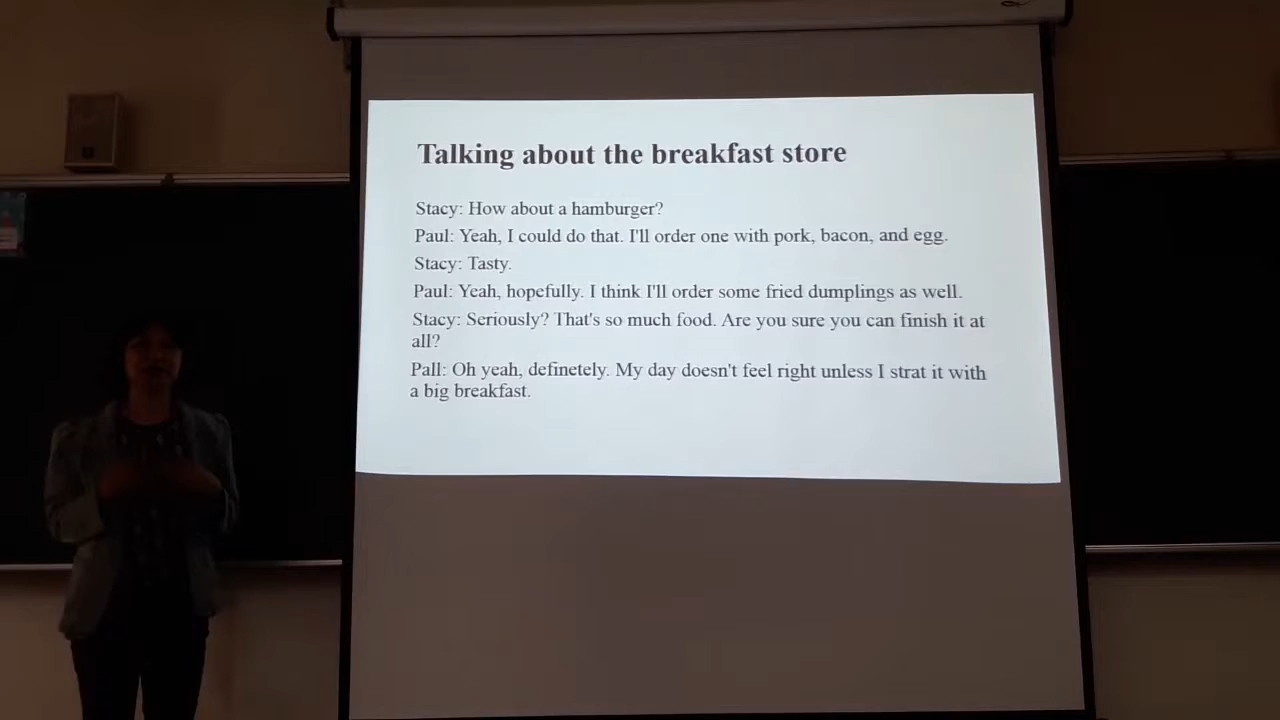 Talking about the breakfast store
Stacy: How about a hamburger?
Paul: Yeah, I could do that. I'll order one with pork, bacon, and egg.
Stacy: Tasty.
Paul: Yeah, hopefully. I think I'll order some fried dumplings as well.
Stacy: Seriously? That's so much food. Are you sure you can finish it at
all?
Pall: Oh yeah, definetely. My day doesn't feel right unless I strat it with
a big breakfast.